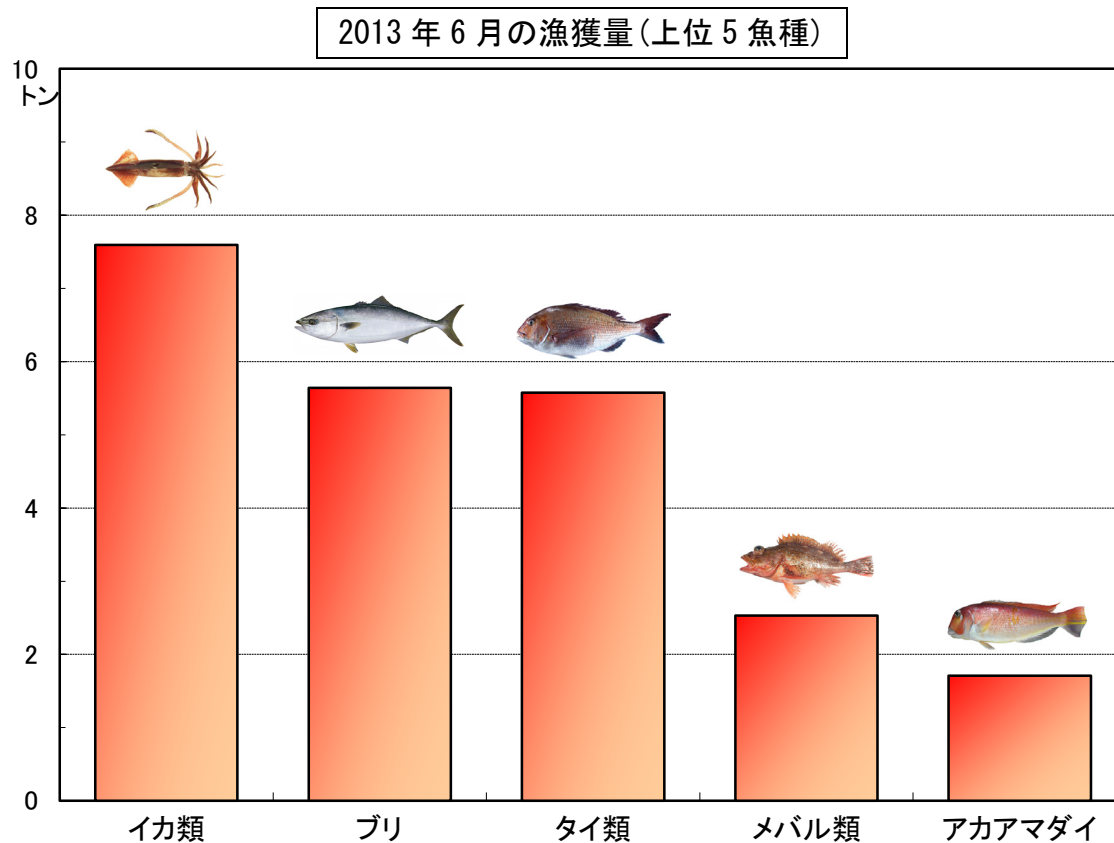 2013 年 6 月の漁獲量(上位 5 魚種)
10
トン
8
6
4
2
0
イカ類
ブリ
タイ類
メバル類
アカアマダイ